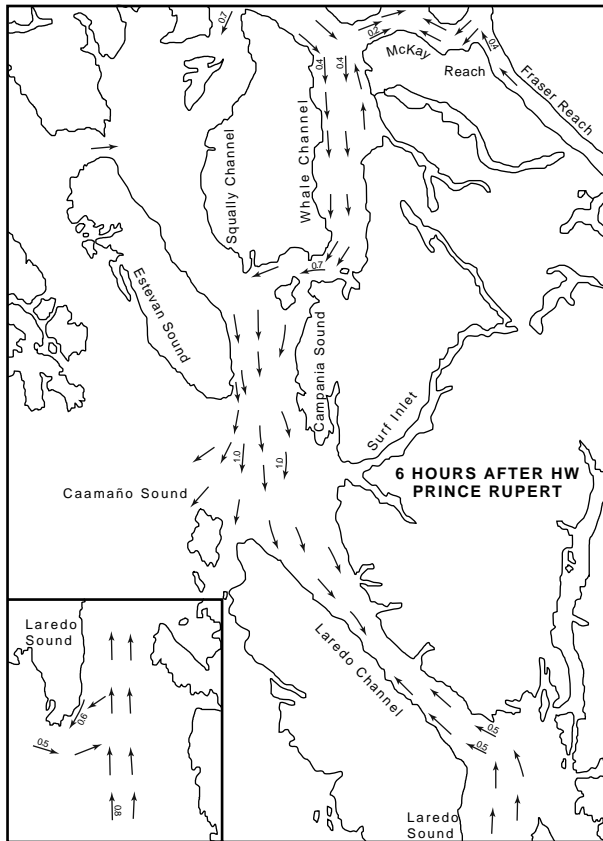 0.7
0.2
McKay
Reach
0.4
Fraser Reach
0.4
0.4
Squally Channel
Whale Channel
0.7
Estevan Sound
Campania Sound
Surf Inlet
1.0
1.0
6 HOURS AFTER HW
PRINCE RUPERT
Caamaño Sound
Laredo
Sound
0.6
0.5
0.8
Laredo Channel
0.5
0.5
Laredo
Sound